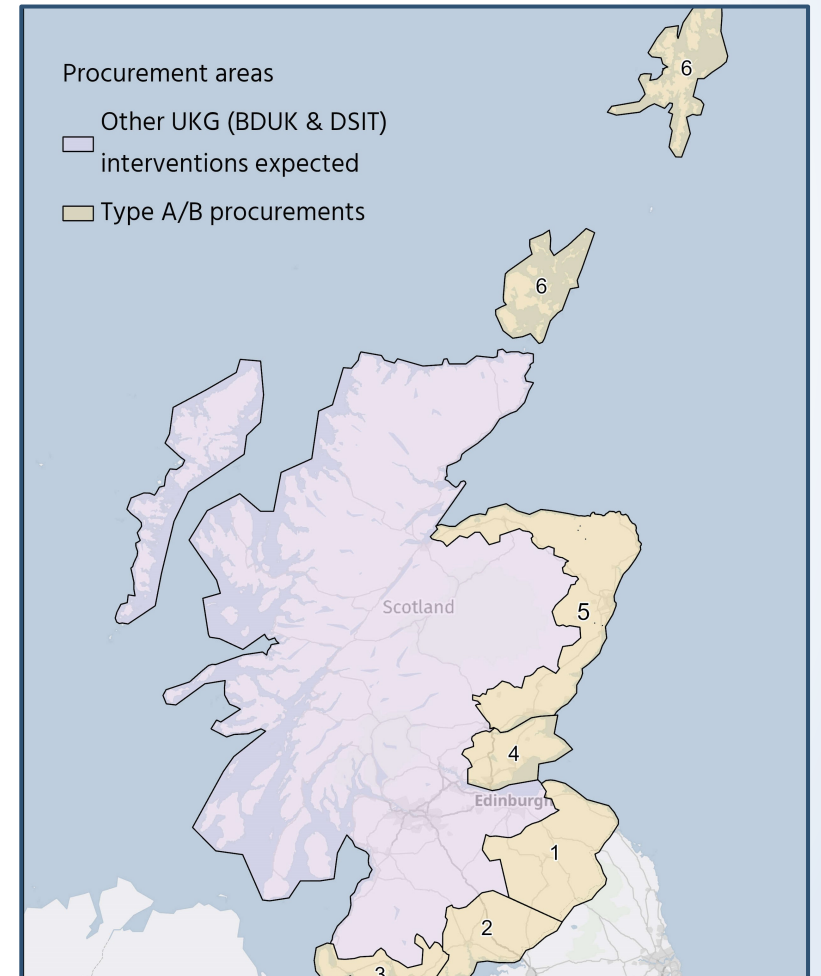 Procurement areas
Other UKG (BDUK & DSIT)
interventions expected
Type A/B procurements
6
6
Scotland
5
4
Edinburgh
1
2
3